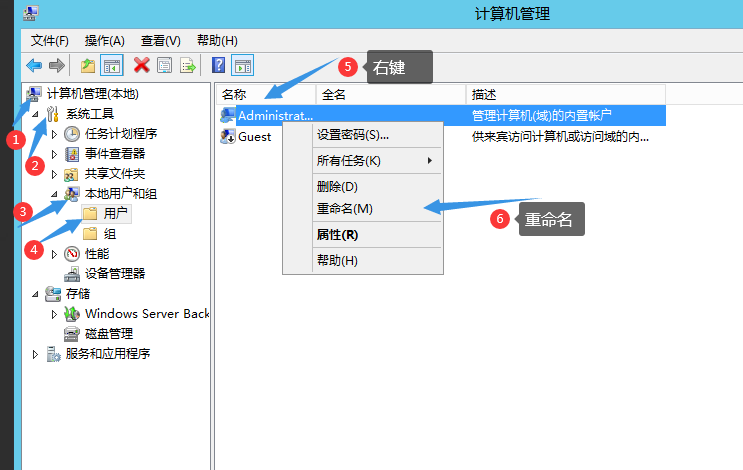 计算机管理
文件(F) 操作(A) 查看(V) 帮助(H)
5 右键
计算机管理(本地)
1
系统工具
2
任务计划程序
事件查看器
共享文件夹
本地用户和组
3
用户
4
组
性能
设备管理器
存储
Windows Server Back
磁盘管理
服务和应用程序
名称 全名 描述
Administrat... 管理计算机(域)的内置帐户
Guest 供来宾访问计算机或访问域的内...
设置密码(S)...
所有任务(K)
删除(D)
重命名(M)
属性(R)
帮助(H)
6 重命名